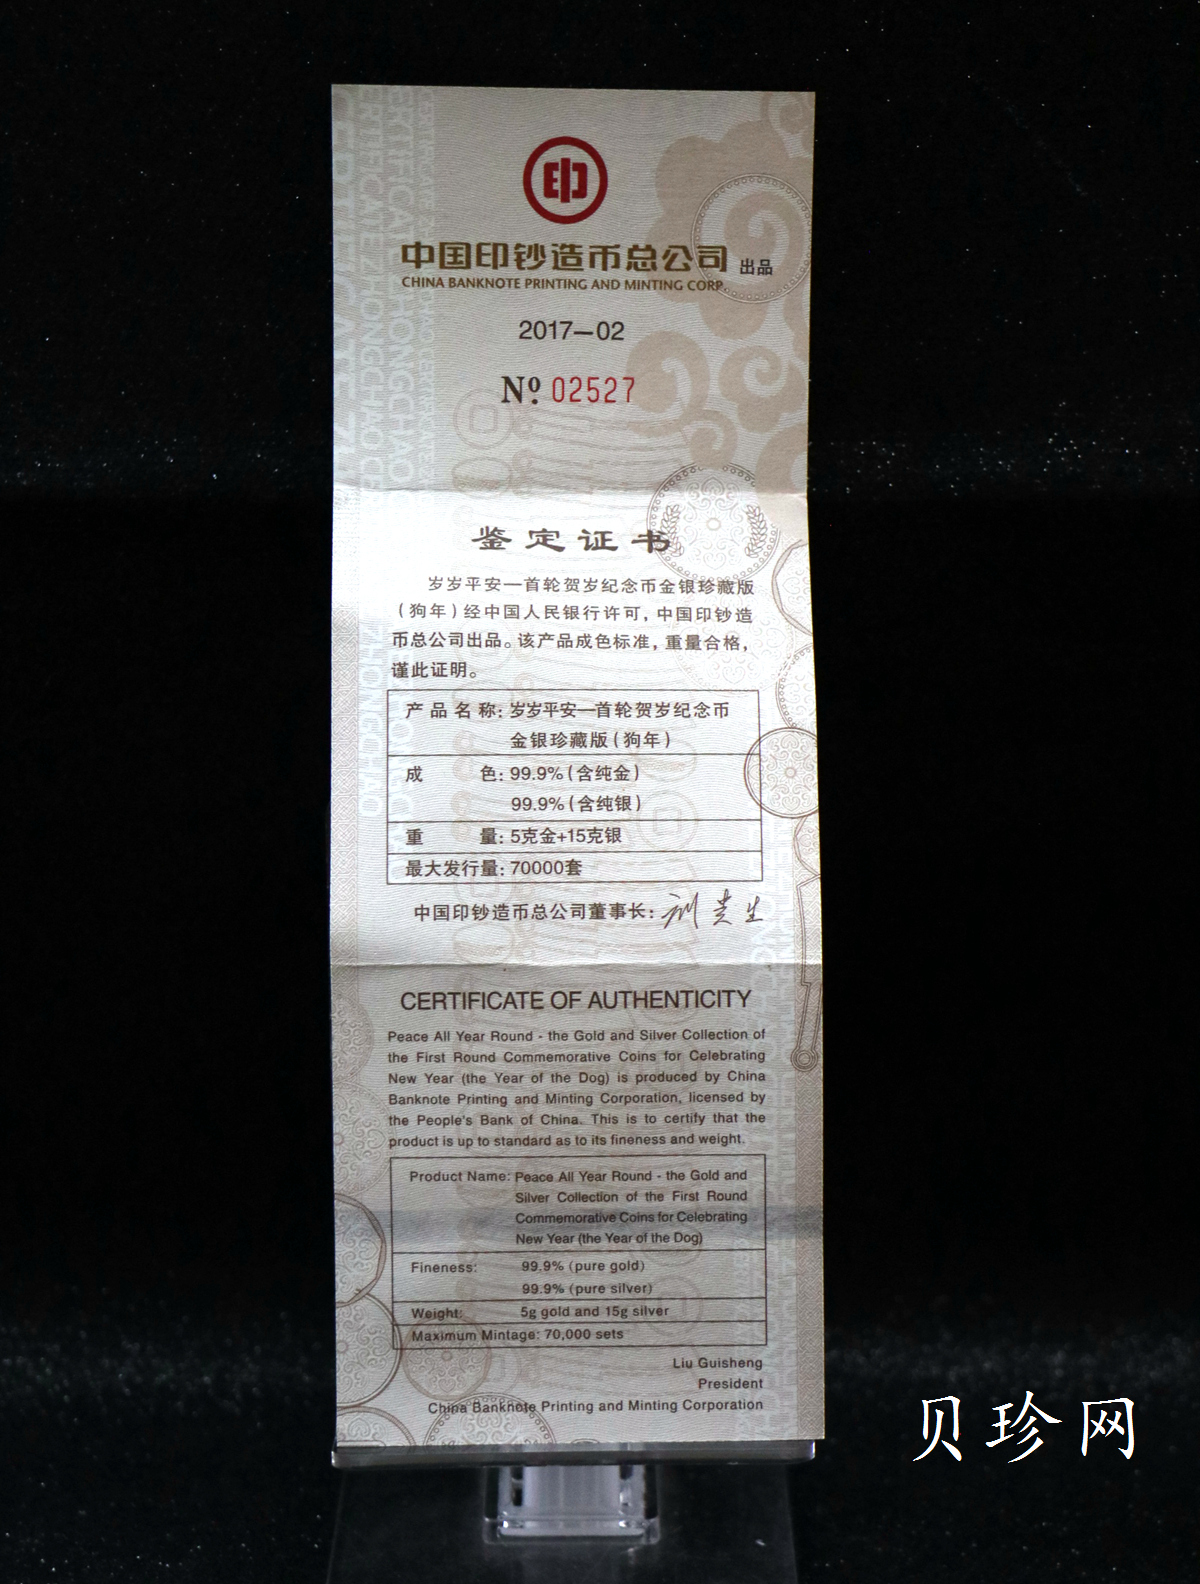 印
中国印钞造币总公司 出品
CHINA BANKNOTE PRINTING AND MINTING CORP.
2017—02
Nº 02527
鉴定证书
岁岁平安—首轮贺岁纪念币金银珍藏版
(狗年)经中国人民银行许可，中国印钞造
币总公司出品。该产品成色标准，重量合格，
谨此证明。
产品名称：岁岁平安—首轮贺岁纪念币
金银珍藏版(狗年)
成 色：99.9%(含纯金)
99.9%(含纯银)
重 量：5克金+15克银
最大发行量：70000套
中国印钞造币总公司董事长：刘贵生
CERTIFICATE OF AUTHENTICITY
Peace All Year Round - the Gold and Silver Collection of
the First Round Commemorative Coins for Celebrating
New Year (the Year of the Dog) is produced by China
Banknote Printing and Minting Corporation, licensed by
the People's Bank of China. This is to certify that the
product is up to standard as to its fineness and weight.
Product Name: Peace All Year Round - the Gold and
Silver Collection of the First Round
Commemorative Coins for Celebrating
New Year (the Year of the Dog)
Fineness: 99.9% (pure gold)
99.9% (pure silver)
Weight: 5g gold and 15g silver
Maximum Mintage: 70,000 sets
Liu Guisheng
President
China Banknote Printing and Minting Corporation
贝珍网